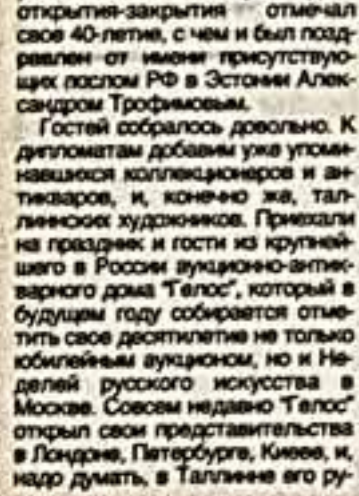 открытия-закрытия отмечал
свое 40-летие, с чем и был позд-
равлен от имени присутствую-
щих послом РФ в Эстонии Алек-
сандром Трофимовым.
Гостей собралось довольно. К
дипломатам добавим уже упоми-
навшихся коллекционеров и ан-
тикваров, и, конечно же, тал-
линнских художников. Приехали
на праздник и гости из крупней-
шего в России аукционно-антик-
варного дома "Гелос", который в
будущем году собирается отме-
тить свое десятилетие не только
юбилейным аукционом, но и Не-
делей русского искусства в
Москве. Совсем недавно "Гелос"
открыл свои представительства
в Лондоне, Петербурге, Киеве, и,
надо думать, в Таллинне его ру-